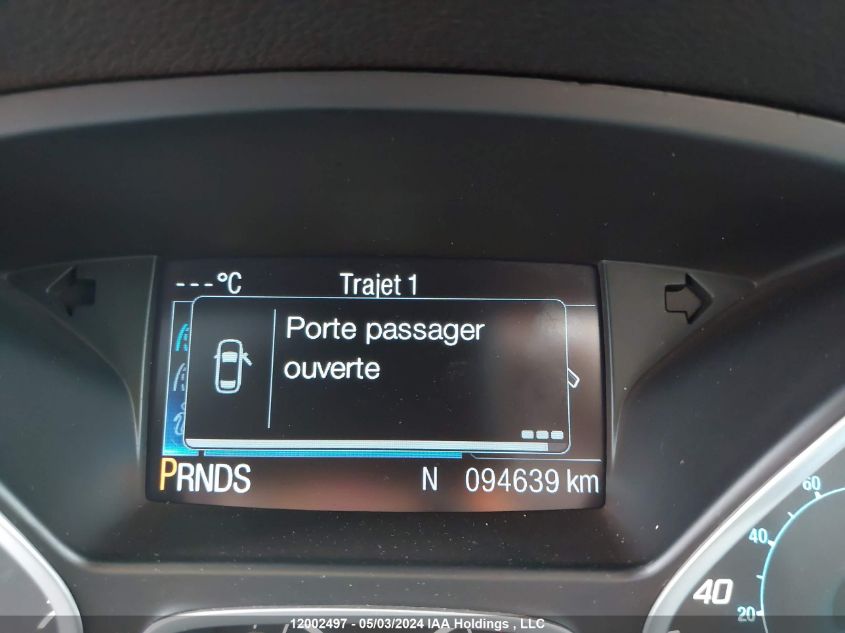 ---°C Trajet 1
Porte passager
ouverte
PRNDS N 094639 km
60
40
40
20
12002497 - 05/03/2024 IAA Holdings , LLC